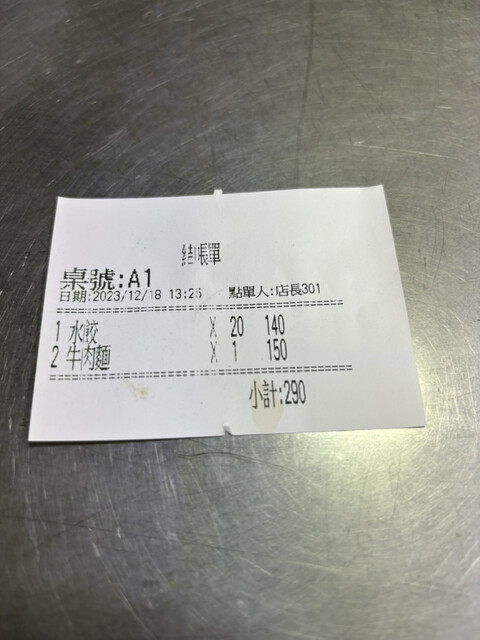 結帳單
桌號:A1
日期:2023/12/18 13:25 點單人:店長301
1 水餃 X 20 140
2 牛肉麵 X 1 150
小計:290